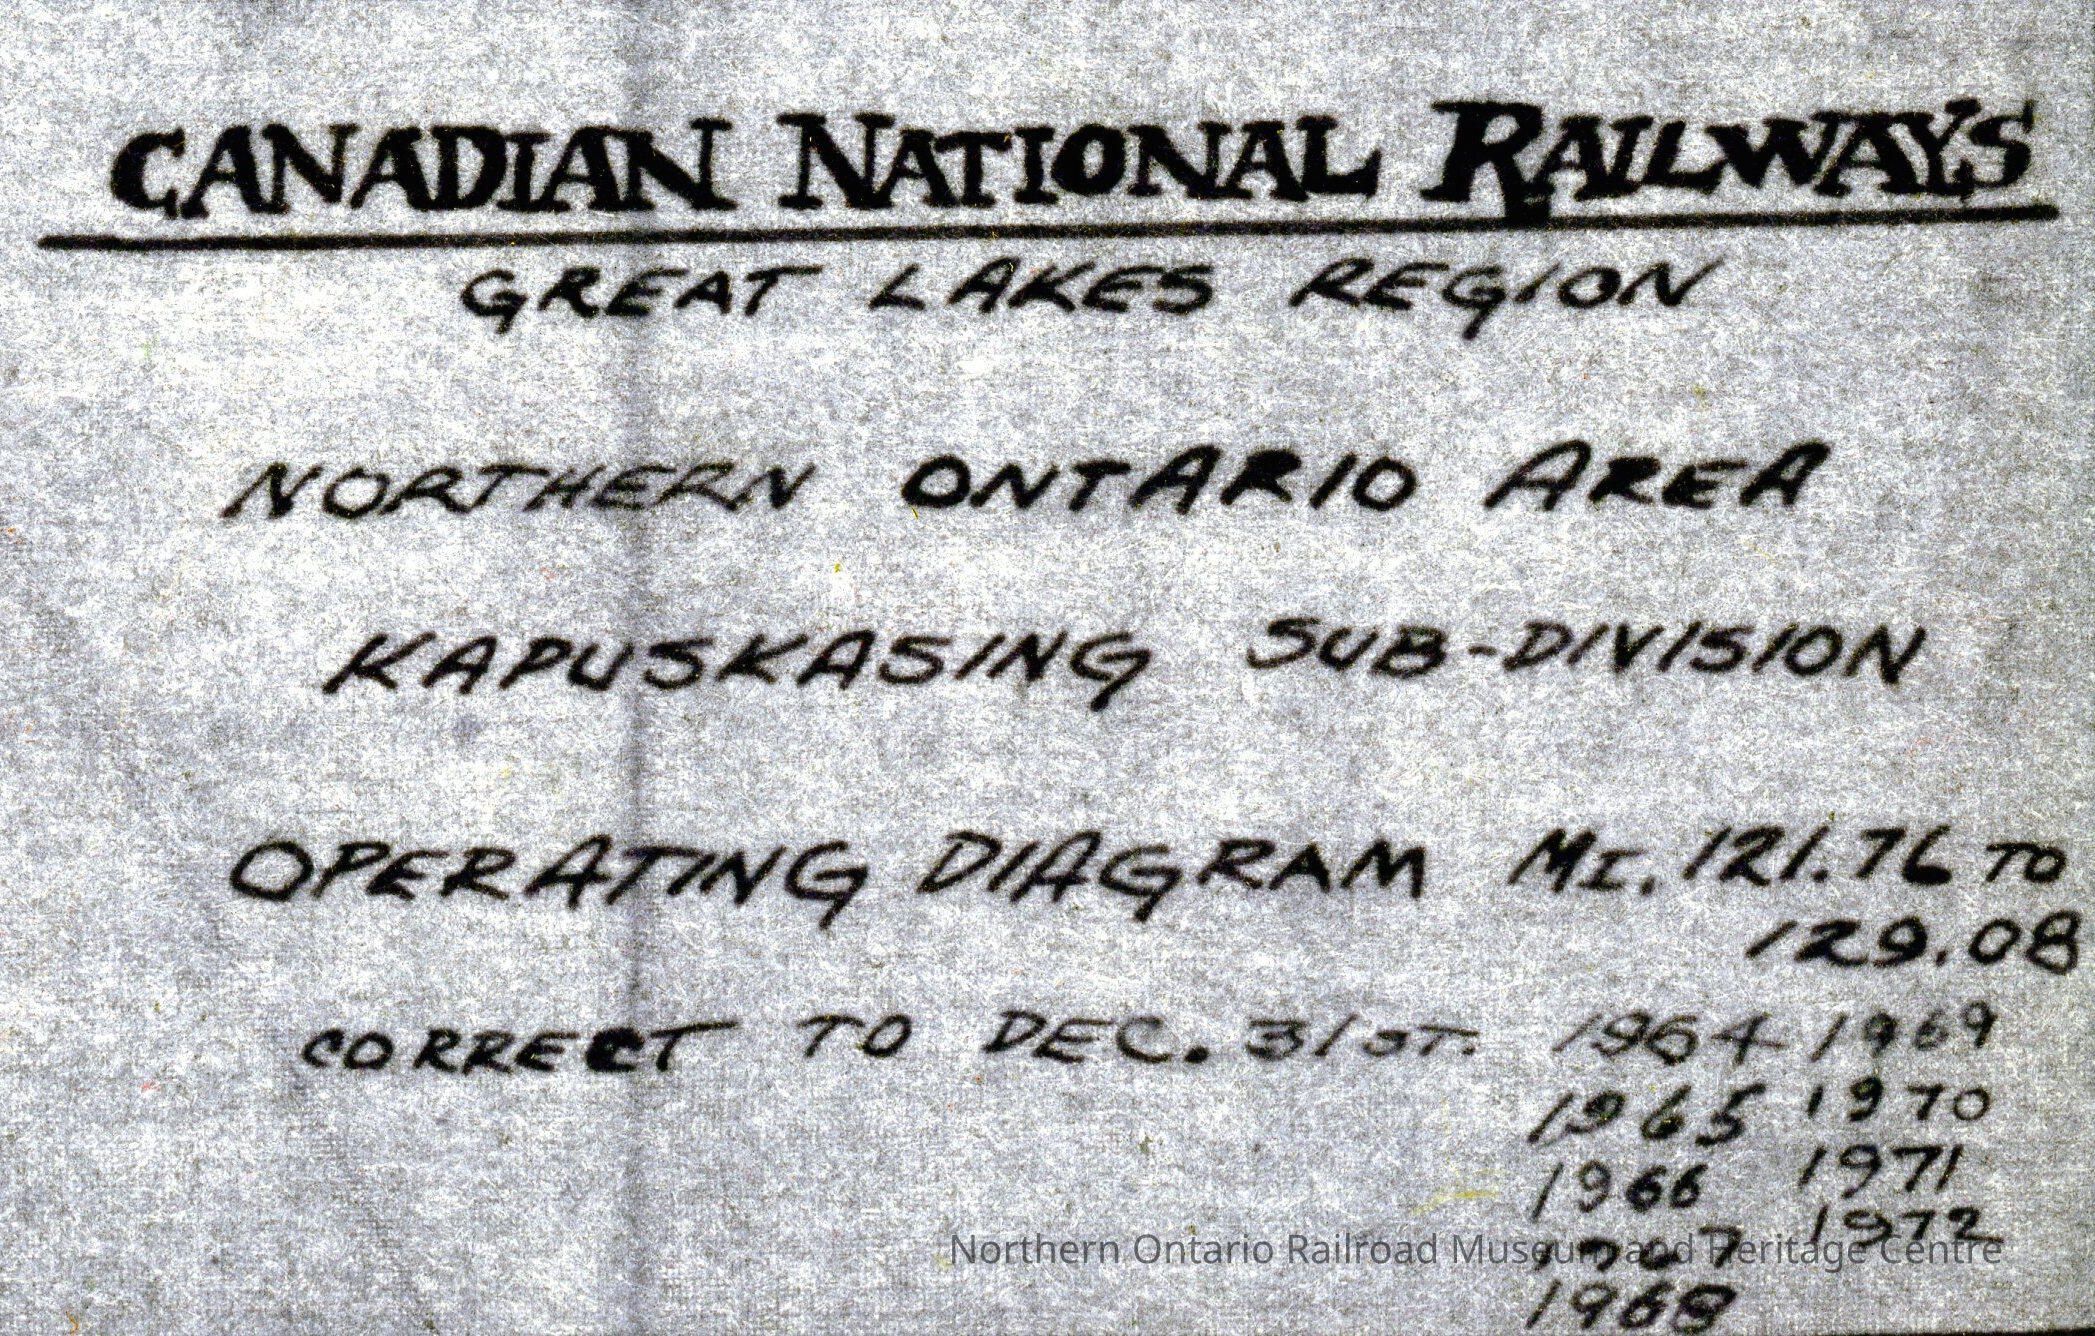 CANADIAN NATIONAL RAILWAYS
GREAT LAKES REGION
NORTHERN ONTARIO AREA
KAPUSKASING SUB-DIVISION
OPERATING DIAGRAM MI. 121.76 TO
129.08
CORRECT TO DEC. 31ST. 1964 1969
1965 1970
1966 1971
1967 1972
Northern Ontario Railroad Museum and Heritage Centre
1968